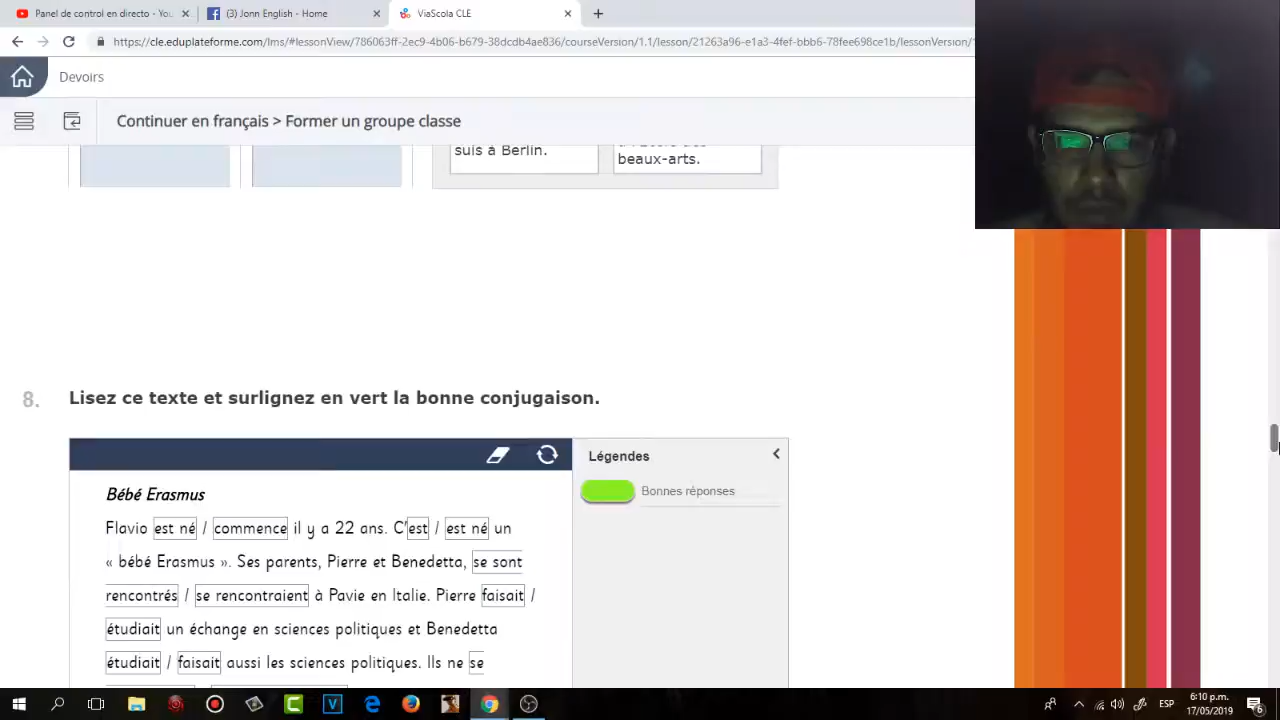 Panel de control en directo - Yout
(3) Jonn English - Home
ViaScola CLE
https://cle.eduplateforme.com/es/#lessonView/786063ff-2ec9-4b06-b679-38dcdb4ae836/courseVersion/1.1/lesson/21263a96-e1a3-4fef-bbb6-78fee698ce1b/lessonVersion/
Devoirs
Continuer en français > Former un groupe classe
suis à Berlin.
beaux-arts.
8. Lisez ce texte et surlignez en vert la bonne conjugaison.
Légendes
Bonnes réponses
Bébé Erasmus
Flavio est né / commence il y a 22 ans. C'est / est né un
« bébé Erasmus ». Ses parents, Pierre et Benedetta, se sont
rencontrés / se rencontraient à Pavie en Italie. Pierre faisait /
étudiait un échange en sciences politiques et Benedetta
étudiait / faisait aussi les sciences politiques. Ils ne se
ESP
6:10 p.m.
17/05/2019
6